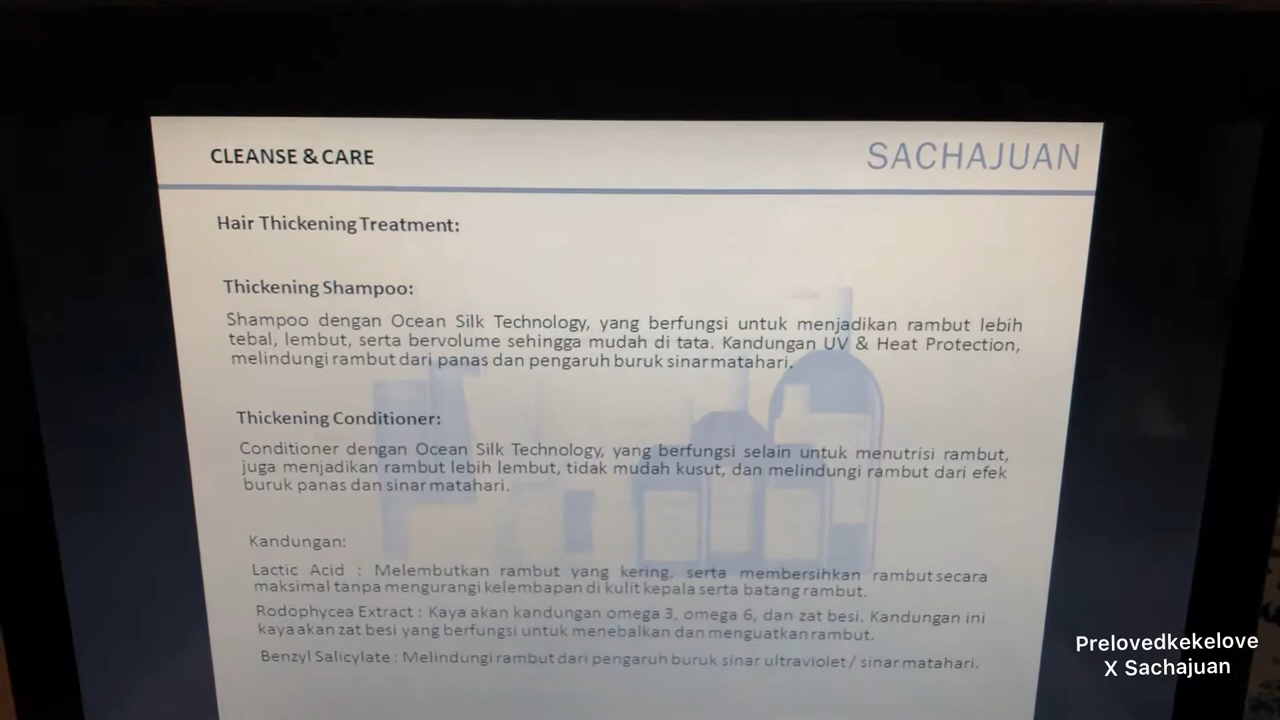 CLEANSE & CARE
SACHAJUAN
Hair Thickening Treatment:
Thickening Shampoo:
Shampoo dengan Ocean Silk Technology, yang berfungsi untuk menjadikan rambut lebih
tebal, lembut, serta bervolume sehingga mudah di tata. Kandungan UV & Heat Protection,
melindungi rambut dari panas dan pengaruh buruk sinar matahari.
Thickening Conditioner:
Conditioner dengan Ocean Silk Technology, yang berfungsi selain untuk menutrisi rambut,
juga menjadikan rambut lebih lembut, tidak mudah kusut, dan melindungi rambut dari efek
buruk panas dan sinar matahari.
Kandungan:
Lactic Acid : Melembutkan rambut yang kering, serta membersihkan rambut secara
maksimal tanpa mengurangi kelembapan di kulit kepala serta batang rambut.
Rodophycea Extract : Kaya akan kandungan omega 3, omega 6, dan zat besi. Kandungan ini
kaya akan zat besi yang berfungsi untuk menebalkan dan menguatkan rambut.
Benzyl Salicylate : Melindungi rambut dari pengaruh buruk sinar ultraviolet / sinar matahari.
Prelovedkekelove
X Sachajuan